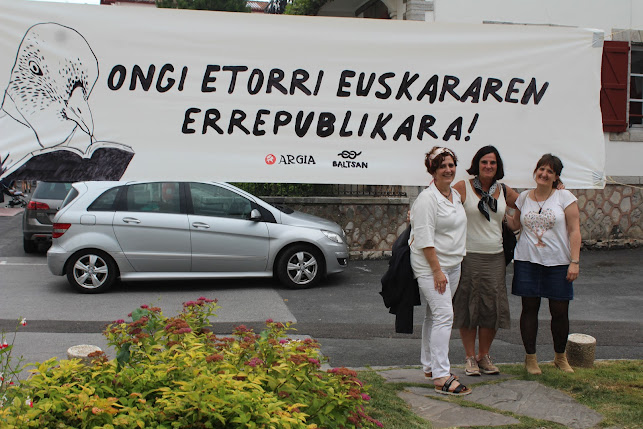 ONGI ETORRI EUSKARAREN
ERREPUBLIKARA!
ARGIA BALTSAN